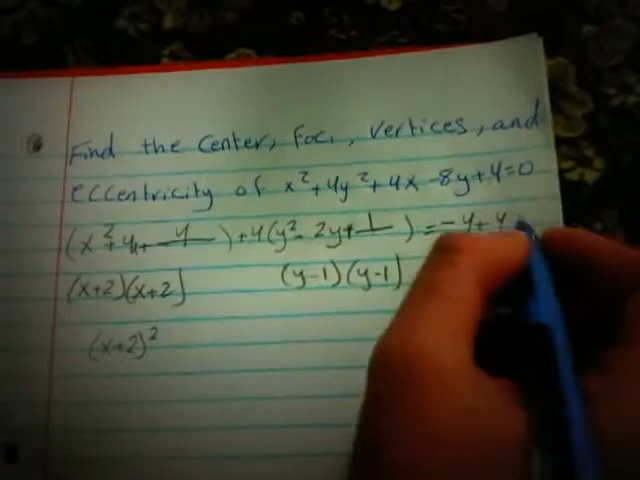 Find the Center, Foci, vertices, and
eccentricity of x²+4y²+4x-8y+4=0
(x²+4x+ 4 )+4(y²-2y+ 1 )=-4+4
(x+2)(x+2) (y-1)(y-1)
(x+2)²